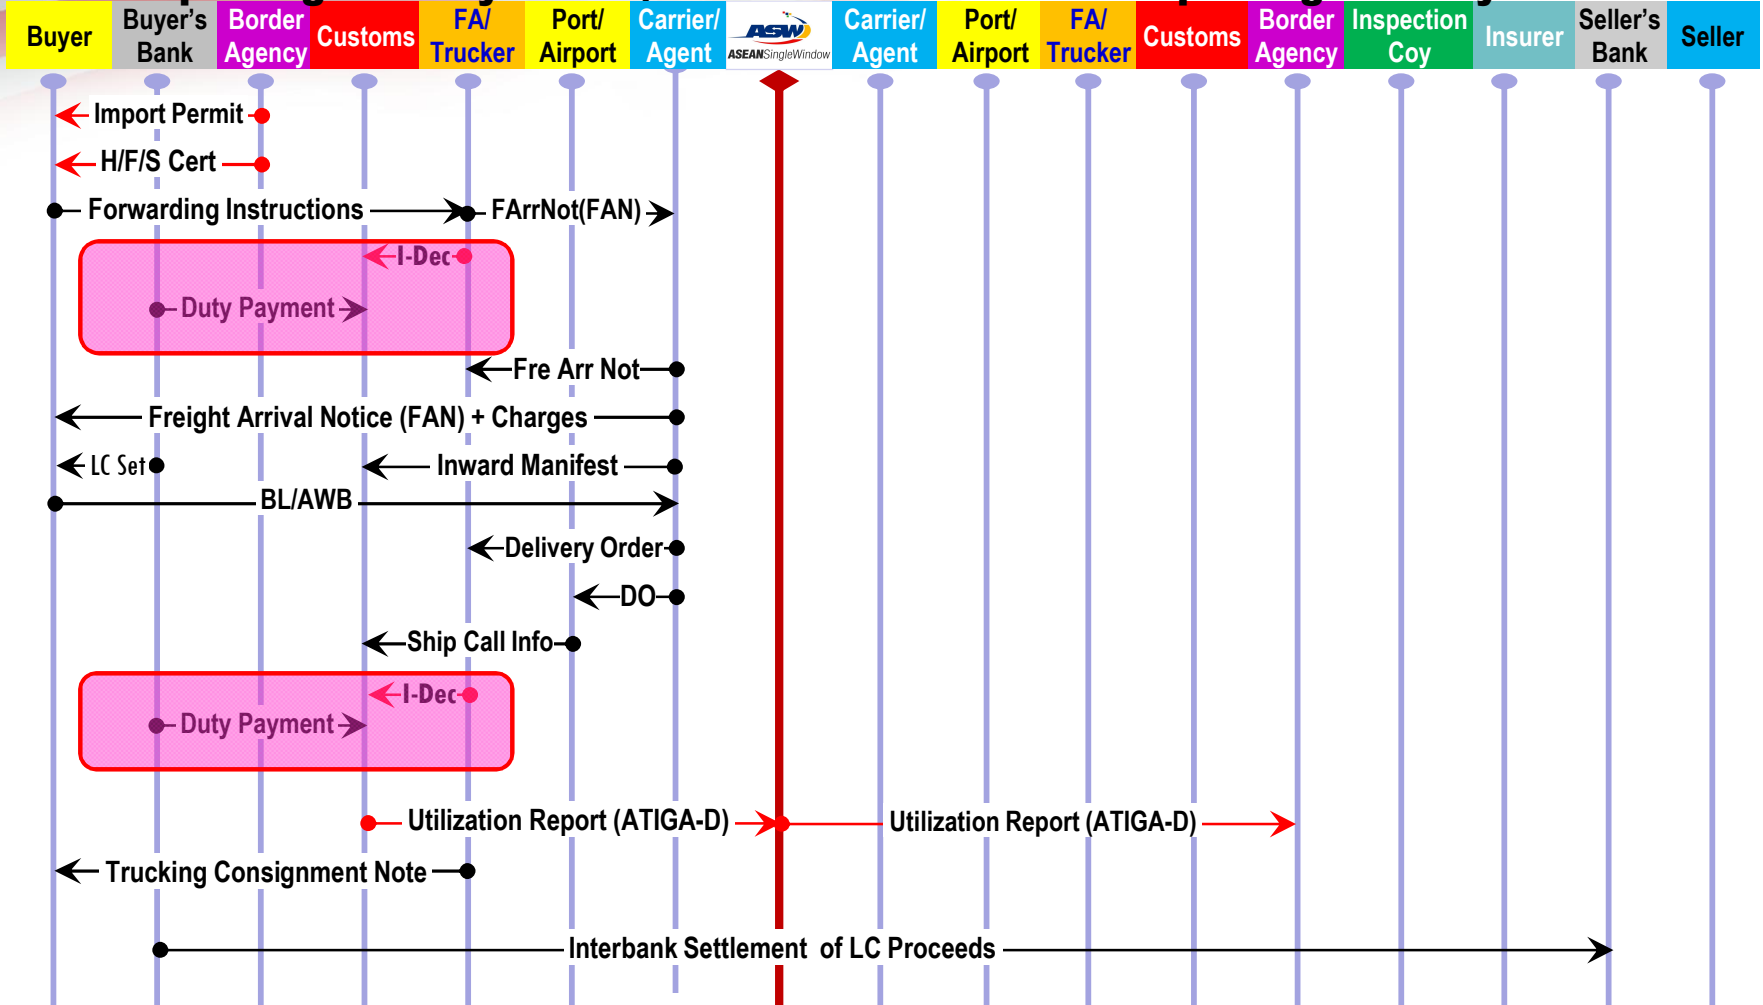 Buyer
Buyer's
Bank
Border
Agency
Customs
FA/
Trucker
Port/
Airport
Carrier/
Agent
ASW
ASEANSingleWindow
Carrier/
Agent
Port/
Airport
FA/
Trucker
Customs
Border
Agency
Inspection
Coy
Insurer
Seller's
Bank
Seller
Import Permit
H/F/S Cert
Forwarding Instructions
FArrNot(FAN)
I-Dec
Duty Payment
Fre Arr Not
Freight Arrival Notice (FAN) + Charges
LC Set
Inward Manifest
BL/AWB
Delivery Order
DO
Ship Call Info
I-Dec
Duty Payment
Utilization Report (ATIGA-D)
Utilization Report (ATIGA-D)
Trucking Consignment Note
Interbank Settlement of LC Proceeds